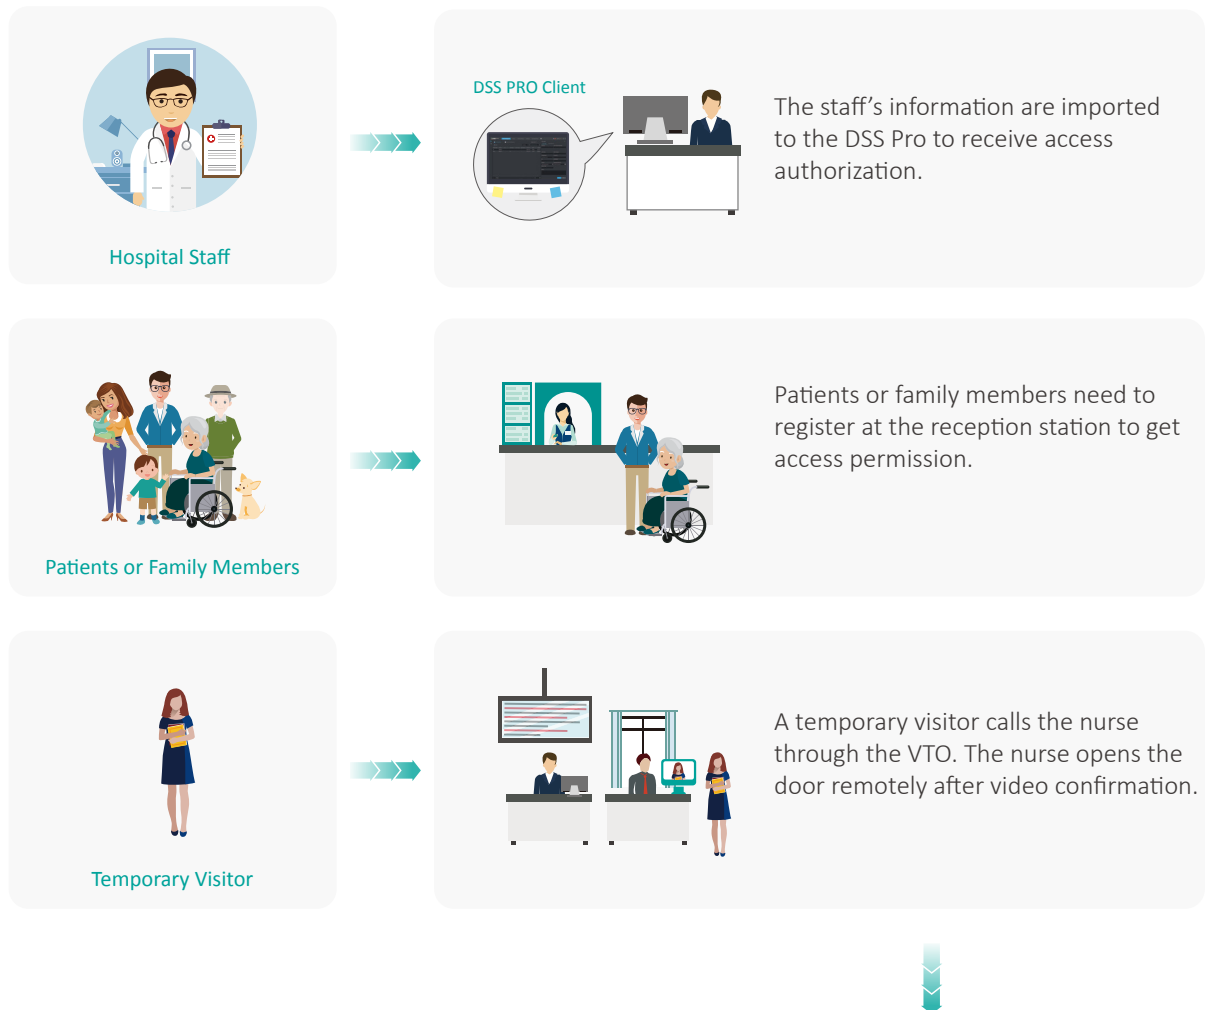 DSS PRO Client
The staff's information are imported
to the DSS Pro to receive access
authorization.
Hospital Staff
Patients or family members need to
register at the reception station to get
access permission.
Patients or Family Members
A temporary visitor calls the nurse
through the VTO. The nurse opens the
door remotely after video confirmation.
Temporary Visitor